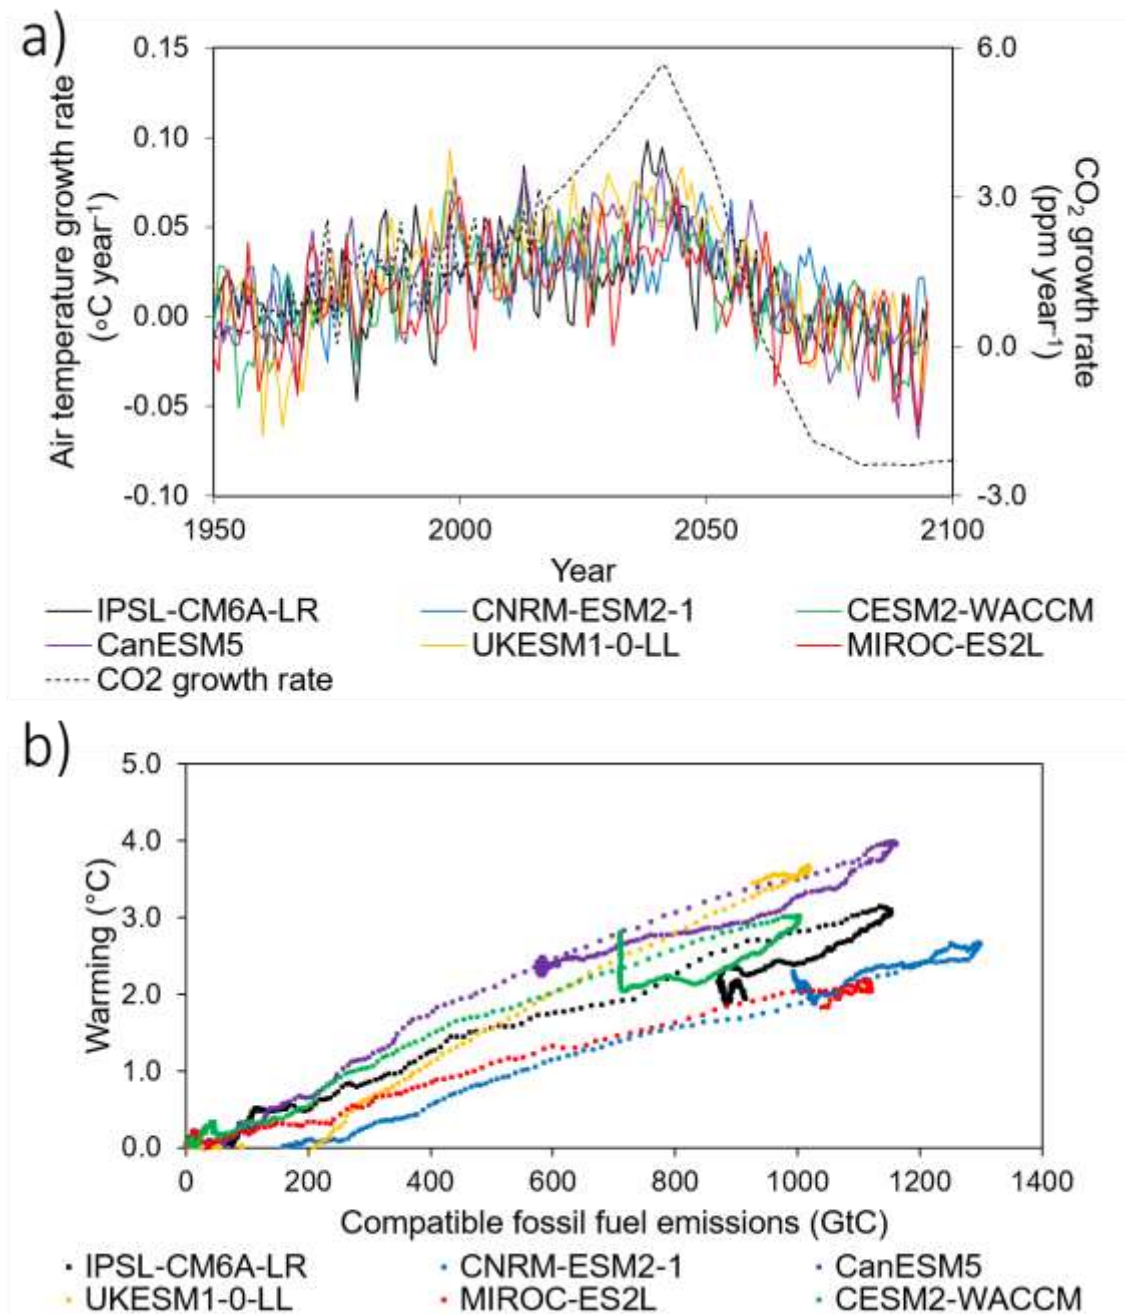 a)
0.15
0.10
0.05
0.00
-0.05
-0.10
Air temperature growth rate
(oC year-1)
6.0
3.0
0.0
-3.0
CO2 growth rate
(ppm year-1)
1950 2000 2050 2100
Year
IPSL-CM6A-LR CNRM-ESM2-1 CESM2-WACCM
CanESM5 UKESM1-0-LL MIROC-ES2L
CO2 growth rate
b)
5.0
4.0
3.0
2.0
1.0
0.0
Warming (°C)
0 200 400 600 800 1000 1200 1400
Compatible fossil fuel emissions (GtC)
IPSL-CM6A-LR CNRM-ESM2-1 CanESM5
UKESM1-0-LL MIROC-ES2L CESM2-WACCM